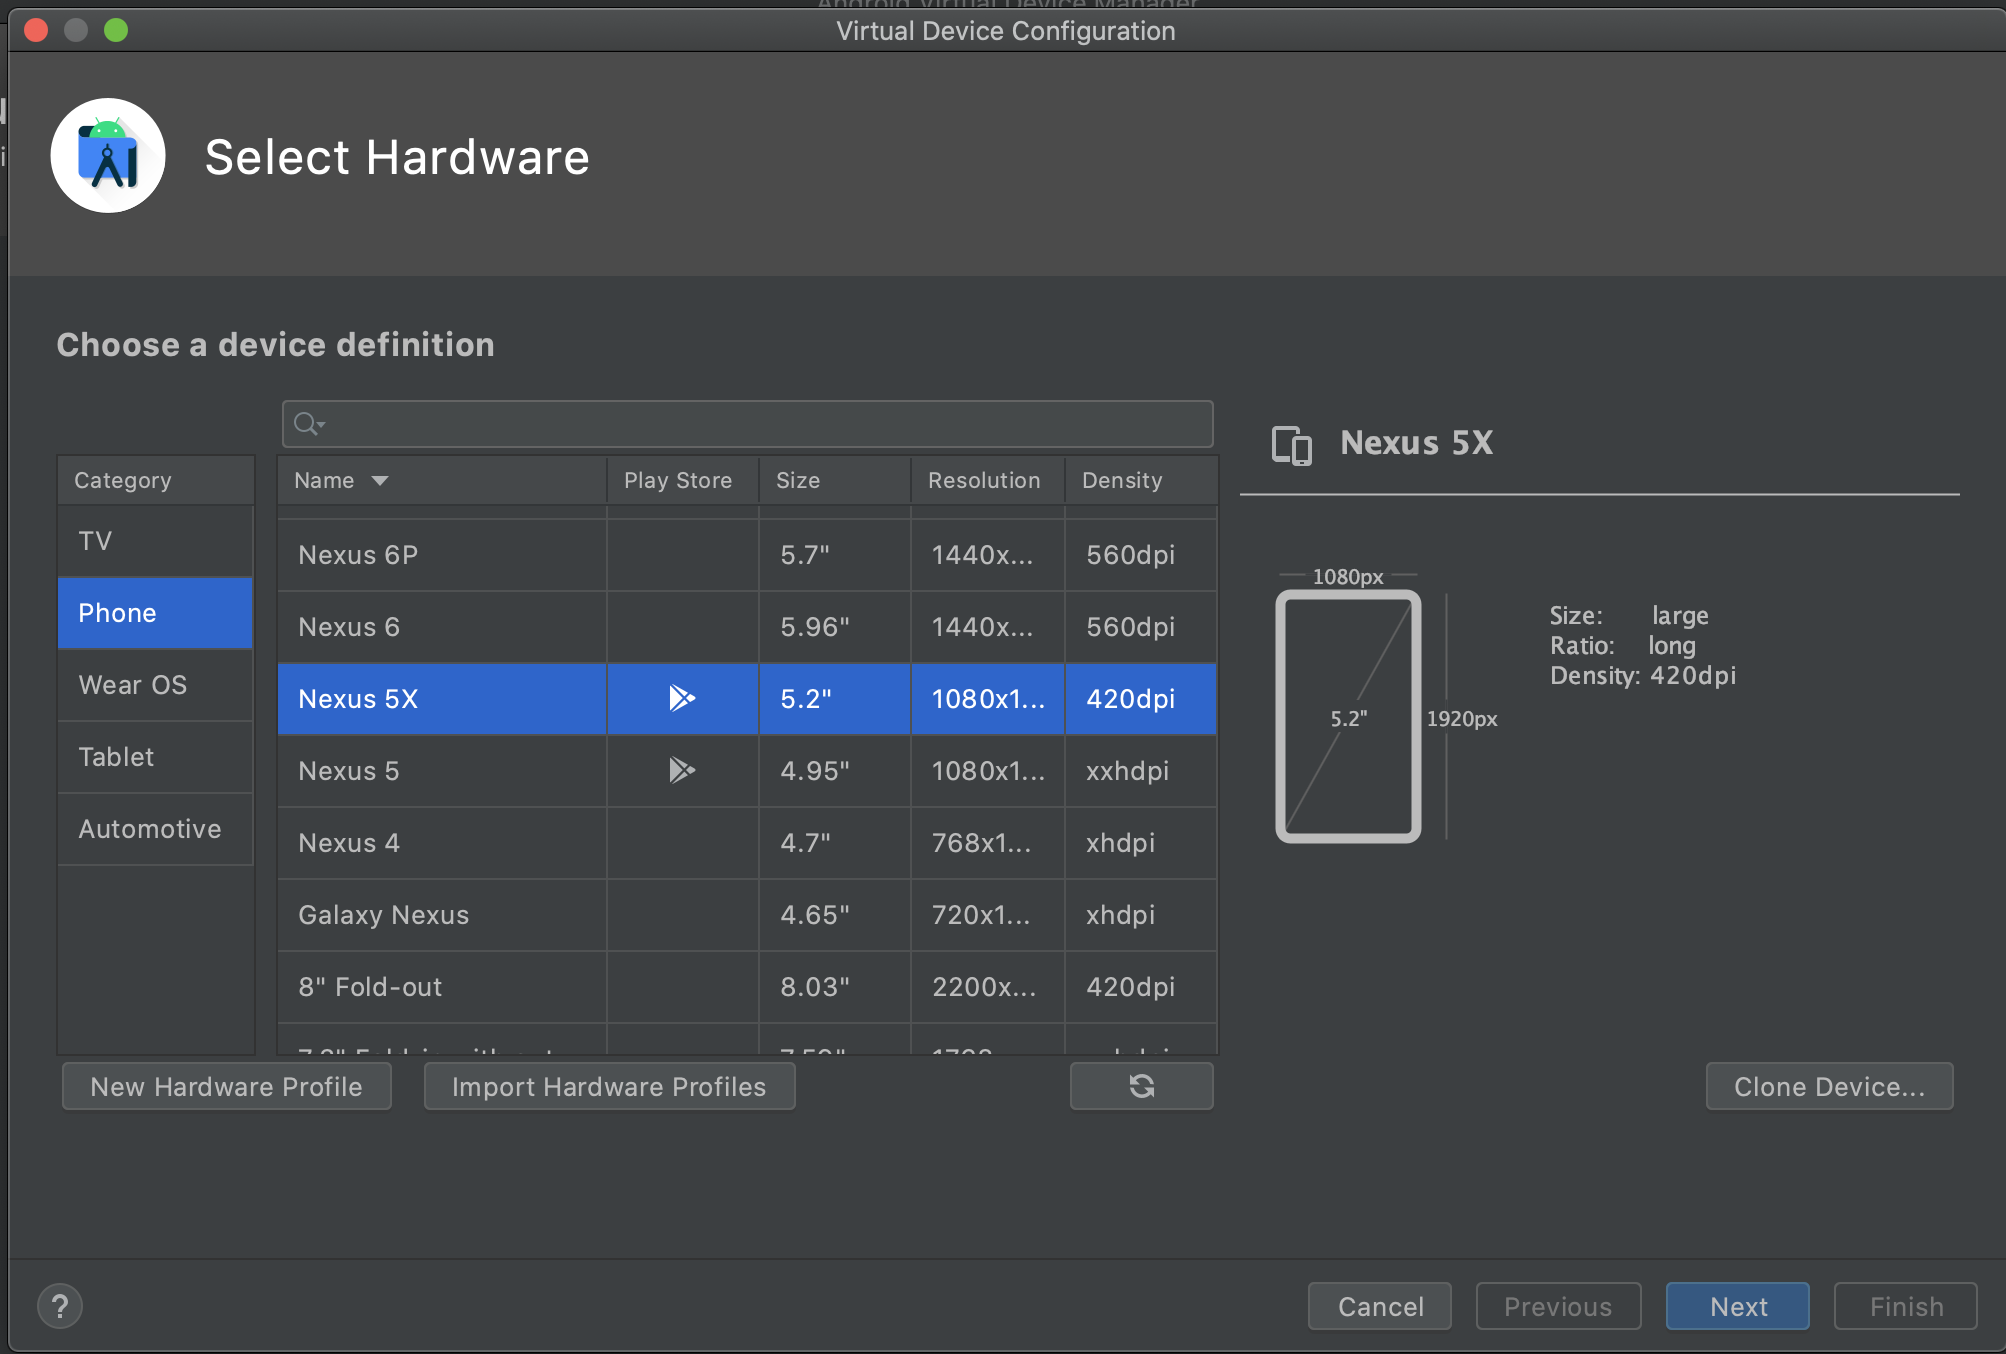 Android Virtual Device Manager
Virtual Device Configuration
Select Hardware
Choose a device definition
Category
TV
Phone
Wear OS
Tablet
Automotive
Name Play Store Size Resolution Density
Nexus 6P 5.7" 1440x... 560dpi
Nexus 6 5.96" 1440x... 560dpi
Nexus 5X 5.2" 1080x1... 420dpi
Nexus 5 4.95" 1080x1... xxhdpi
Nexus 4 4.7" 768x1... xhdpi
Galaxy Nexus 4.65" 720x1... xhdpi
8" Fold-out 8.03" 2200x... 420dpi
Nexus 5X
1080px
5.2"
1920px
Size: large
Ratio: long
Density: 420dpi
New Hardware Profile
Import Hardware Profiles
Clone Device...
?
Cancel
Previous
Next
Finish